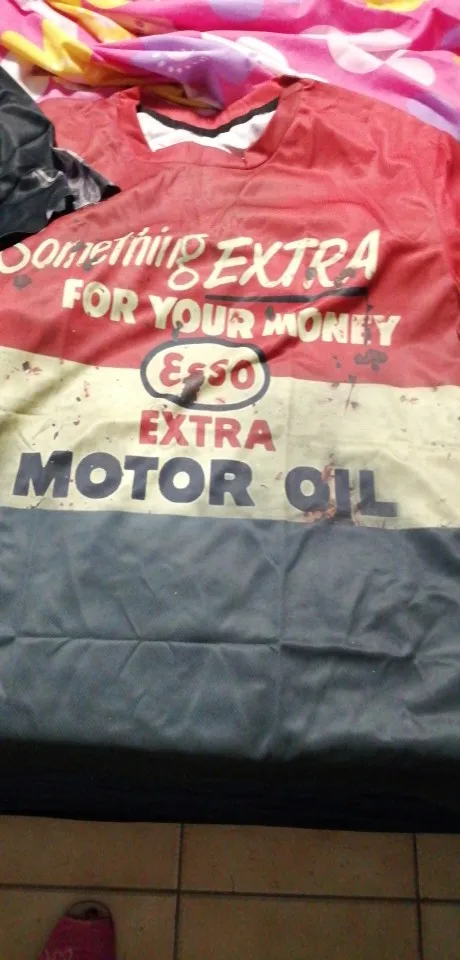 Something EXTRA
FOR YOUR MONEY
Esso
EXTRA
MOTOR OIL